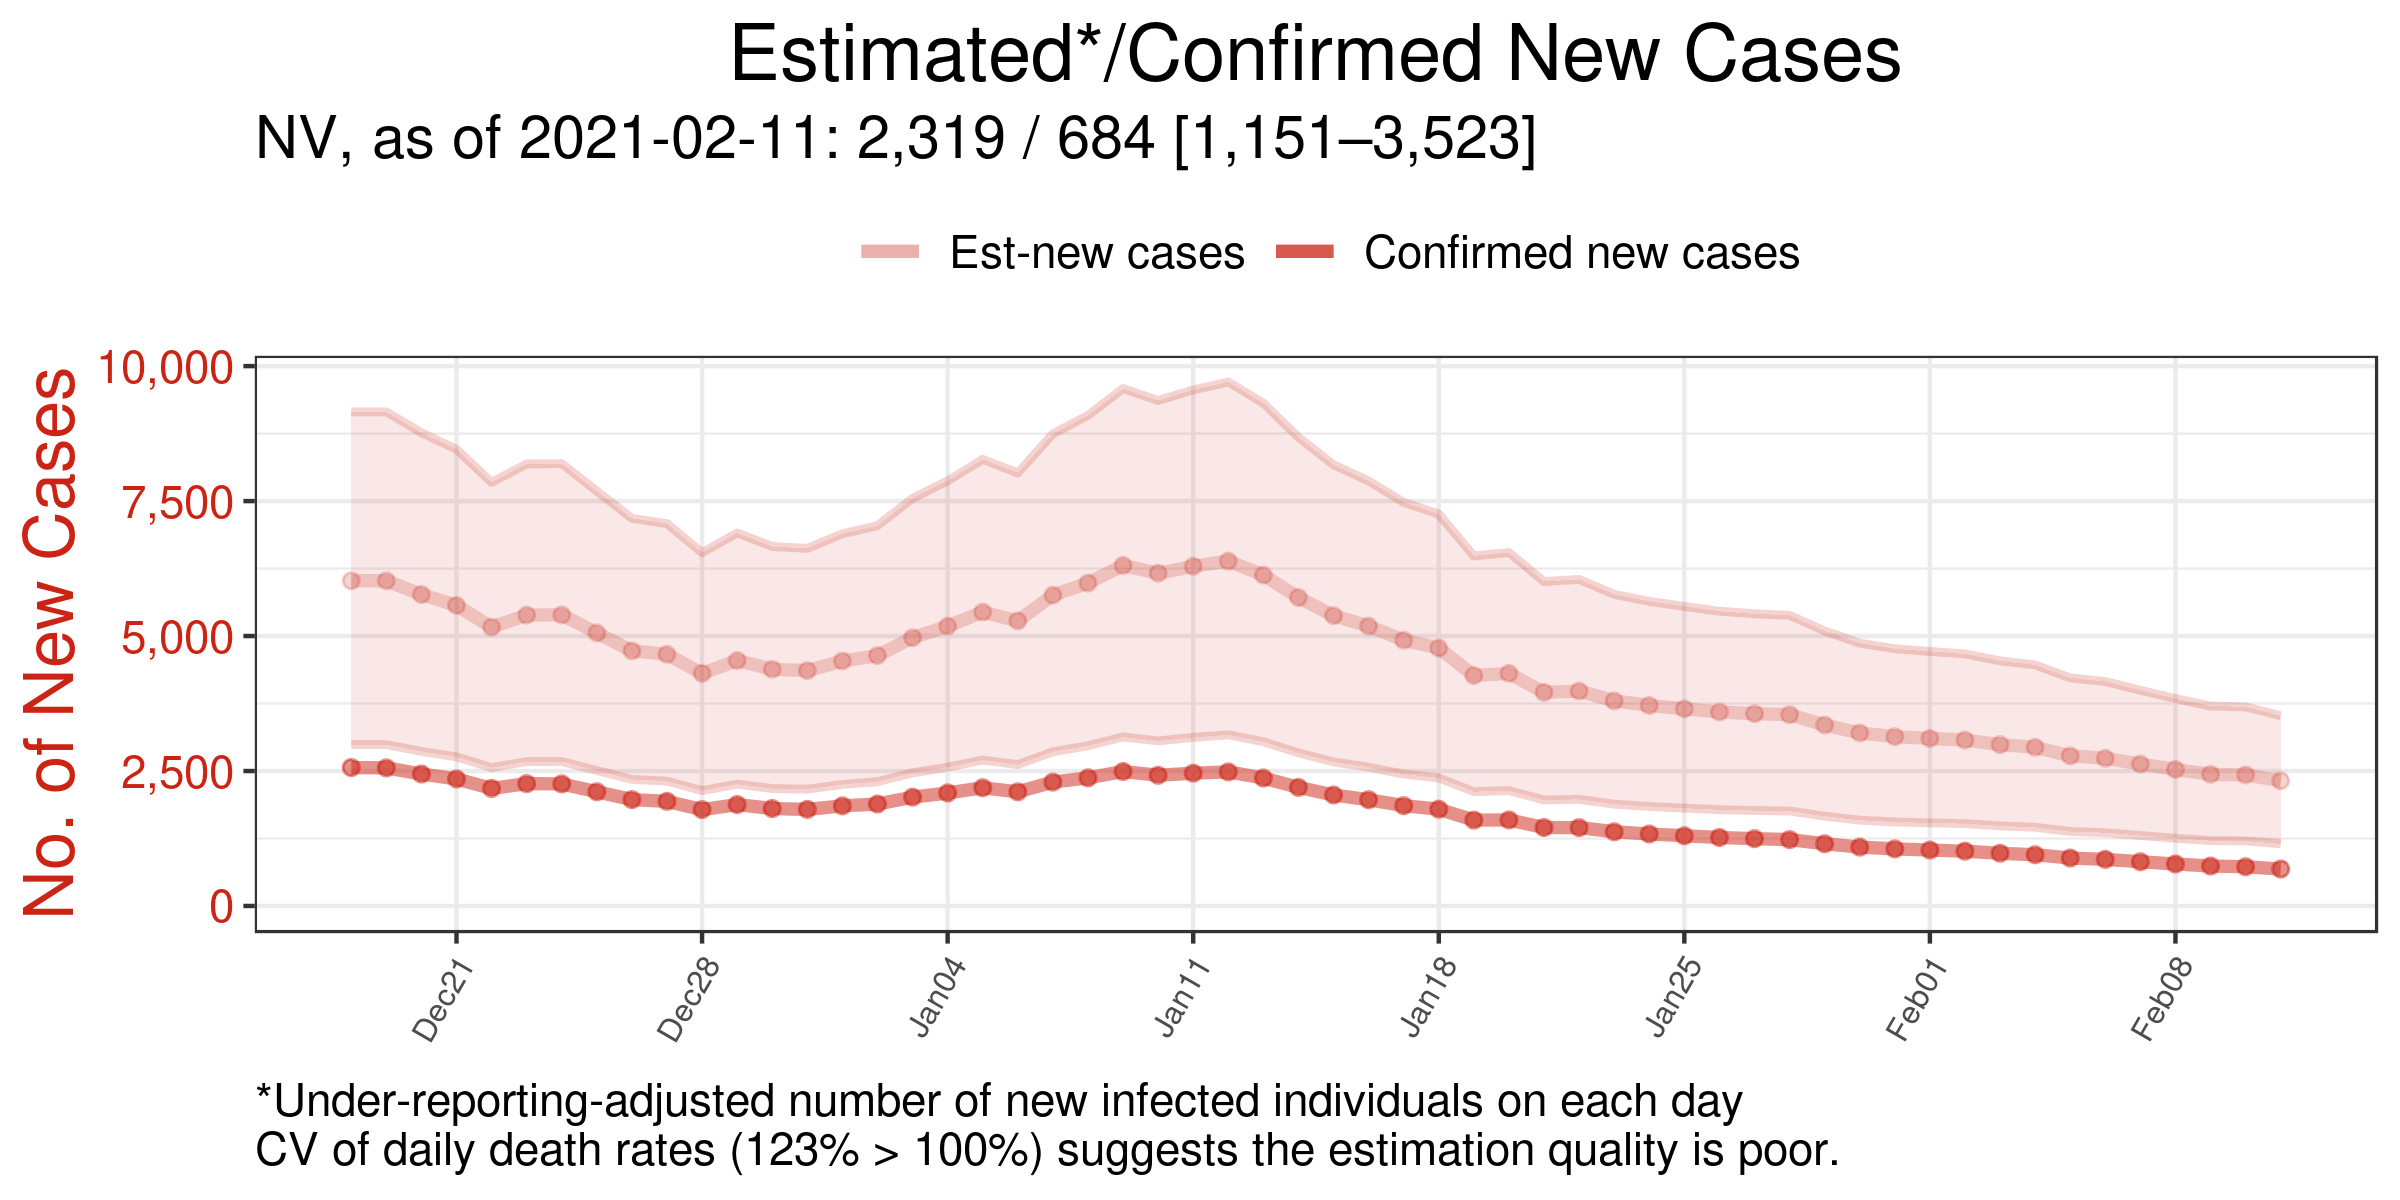 Estimated*/Confirmed New Cases
NV, as of 2021-02-11: 2,319 / 684 [1,151–3,523]
Est-new cases
Confirmed new cases
No. of New Cases
10,000
7,500
5,000
2,500
0
Dec21
Dec28
Jan04
Jan11
Jan18
Jan25
Feb01
Feb08
*Under-reporting-adjusted number of new infected individuals on each day
CV of daily death rates (123% > 100%) suggests the estimation quality is poor.